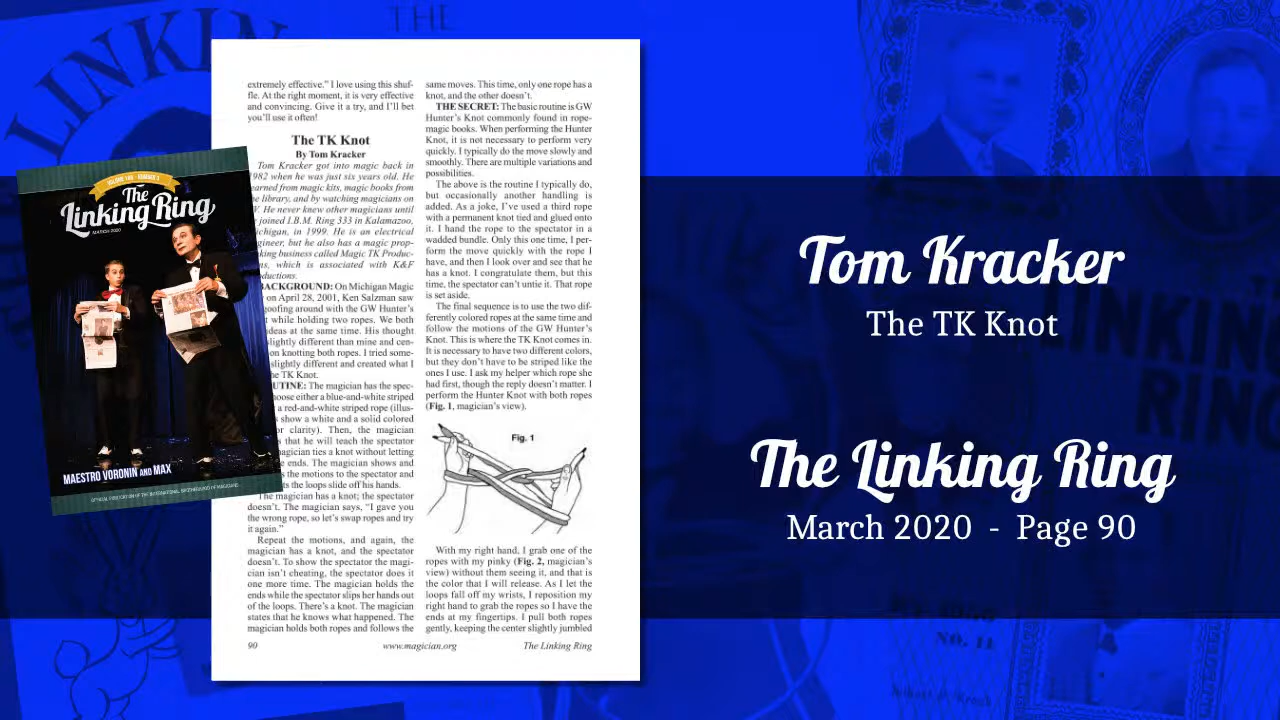 LINKIN
THE
extremely effective.” I love using this shuf-
fle. At the right moment, it is very effective
and convincing. Give it a try, and I’ll bet
you’ll use it often!
The TK Knot
By Tom Kracker
Tom Kracker got into magic back in
1982 when he was just six years old. He
earned from magic kits, magic books from
e library, and by watching magicians on
V. He never knew other magicians until
joined I.B.M. Ring 333 in Kalamazoo,
ichigan, in 1999. He is an electrical
gineer, but he also has a magic prop-
king business called Magic TK Produc-
ns, which is associated with K&F
oductions.
BACKGROUND: On Michigan Magic
on April 28, 2001, Ken Salzman saw
goofing around with the GW Hunter’s
t while holding two ropes. We both
ideas at the same time. His thought
slightly different than mine and cen-
on knotting both ropes. I tried some-
slightly different and created what I
he TK Knot.
UTINE: The magician has the spec-
hoose either a blue-and-white striped
a red-and-white striped rope (illus-
s show a white and a solid colored
or clarity). Then, the magician
s that he will teach the spectator
magician ties a knot without letting
e ends. The magician shows and
s the motions to the spectator and
ts the loops slide off his hands.
The magician has a knot; the spectator
doesn’t. The magician says, “I gave you
the wrong rope, so let’s swap ropes and try
it again.”
Repeat the motions, and again, the
magician has a knot, and the spectator
doesn’t. To show the spectator the magi-
cian isn’t cheating, the spectator does it
one more time. The magician holds the
ends while the spectator slips her hands out
of the loops. There’s a knot. The magician
states that he knows what happened. The
magician holds both ropes and follows the
same moves. This time, only one rope has a
knot, and the other doesn’t.
THE SECRET: The basic routine is GW
Hunter’s Knot commonly found in rope-
magic books. When performing the Hunter
Knot, it is not necessary to perform very
quickly. I typically do the move slowly and
smoothly. There are multiple variations and
possibilities.
The above is the routine I typically do,
but occasionally another handling is
added. As a joke, I’ve used a third rope
with a permanent knot tied and glued onto
it. I hand the rope to the spectator in a
wadded bundle. Only this one time, I per-
form the move quickly with the rope I
have, and then I look over and see that he
has a knot. I congratulate them, but this
time, the spectator can’t untie it. That rope
is set aside.
The final sequence is to use the two dif-
ferently colored ropes at the same time and
follow the motions of the GW Hunter’s
Knot. This is where the TK Knot comes in.
It is necessary to have two different colors,
but they don’t have to be striped like the
ones I use. I ask my helper which rope she
had first, though the reply doesn’t matter. I
perform the Hunter Knot with both ropes
(Fig. 1, magician’s view).
Fig. 1
With my right hand, I grab one of the
ropes with my pinky (Fig. 2, magician’s
view) without them seeing it, and that is
the color that I will release. As I let the
loops fall off my wrists, I reposition my
right hand to grab the ropes so I have the
ends at my fingertips. I pull both ropes
gently, keeping the center slightly jumbled
90 www.magician.org The Linking Ring
The
Linking Ring
MARCH 2020
MAESTRO VORONIN AND MAX
OFFICIAL PUBLICATION OF THE INTERNATIONAL BROTHERHOOD OF MAGICIANS
Tom Kracker
The TK Knot
The Linking Ring
March 2020 - Page 90
LINKING
RING
NO. 11